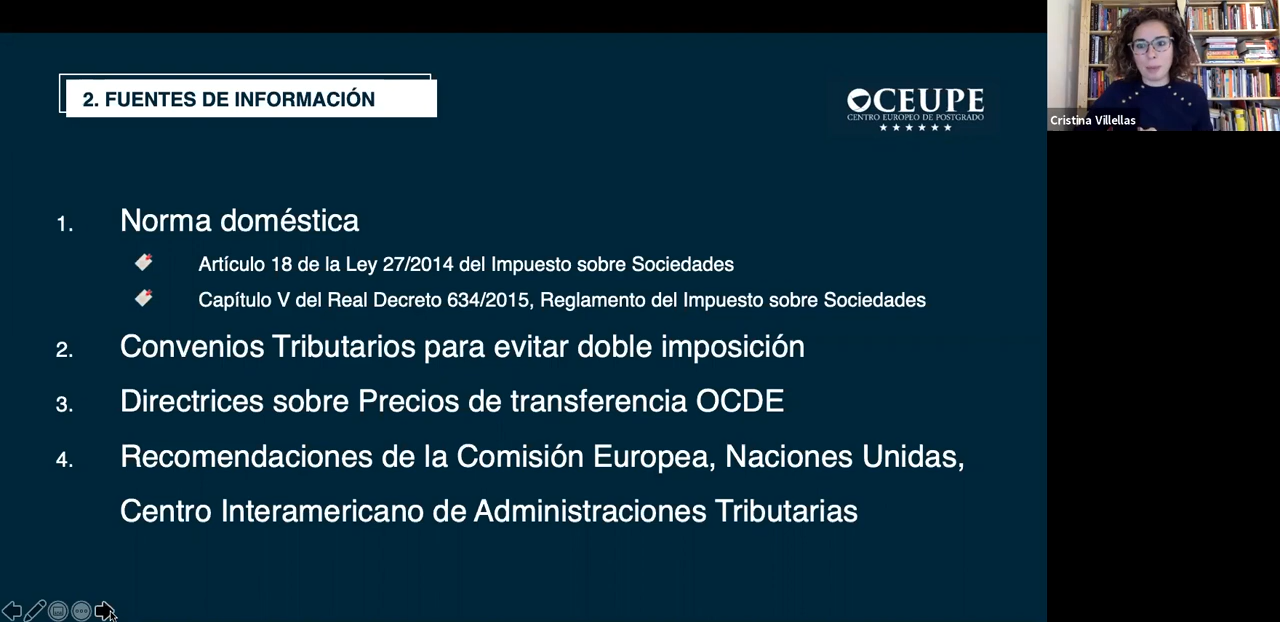 2. FUENTES DE INFORMACIÓN
CEUPE
CENTRO EUROPEO DE POSTGRADO
Cristina Villellas
1. Norma doméstica
Artículo 18 de la Ley 27/2014 del Impuesto sobre Sociedades
Capítulo V del Real Decreto 634/2015, Reglamento del Impuesto sobre Sociedades
2. Convenios Tributarios para evitar doble imposición
3. Directrices sobre Precios de transferencia OCDE
4. Recomendaciones de la Comisión Europea, Naciones Unidas,
Centro Interamericano de Administraciones Tributarias